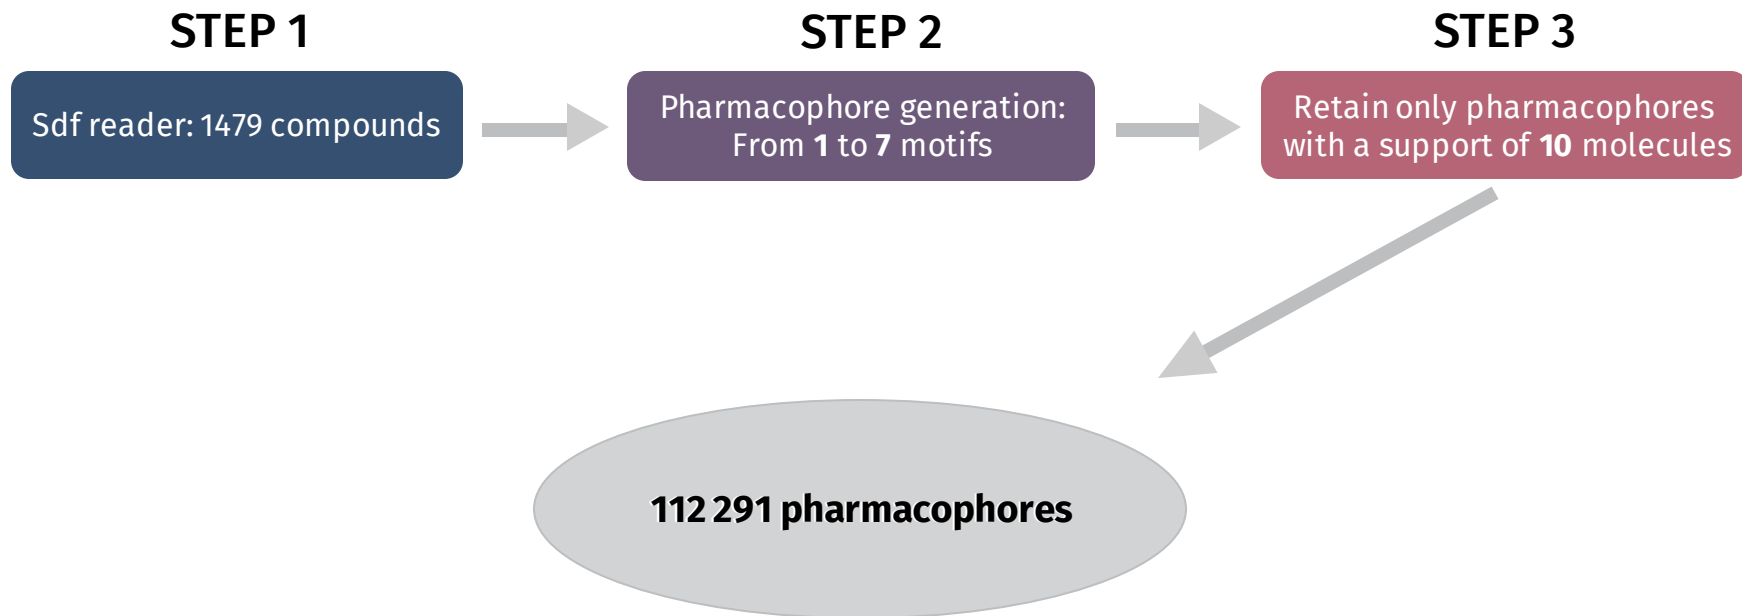 STEP 1
Sdf reader: 1479 compounds
STEP 2
Pharmacophore generation:
From 1 to 7 motifs
STEP 3
Retain only pharmacophores
with a support of 10 molecules
112 291 pharmacophores